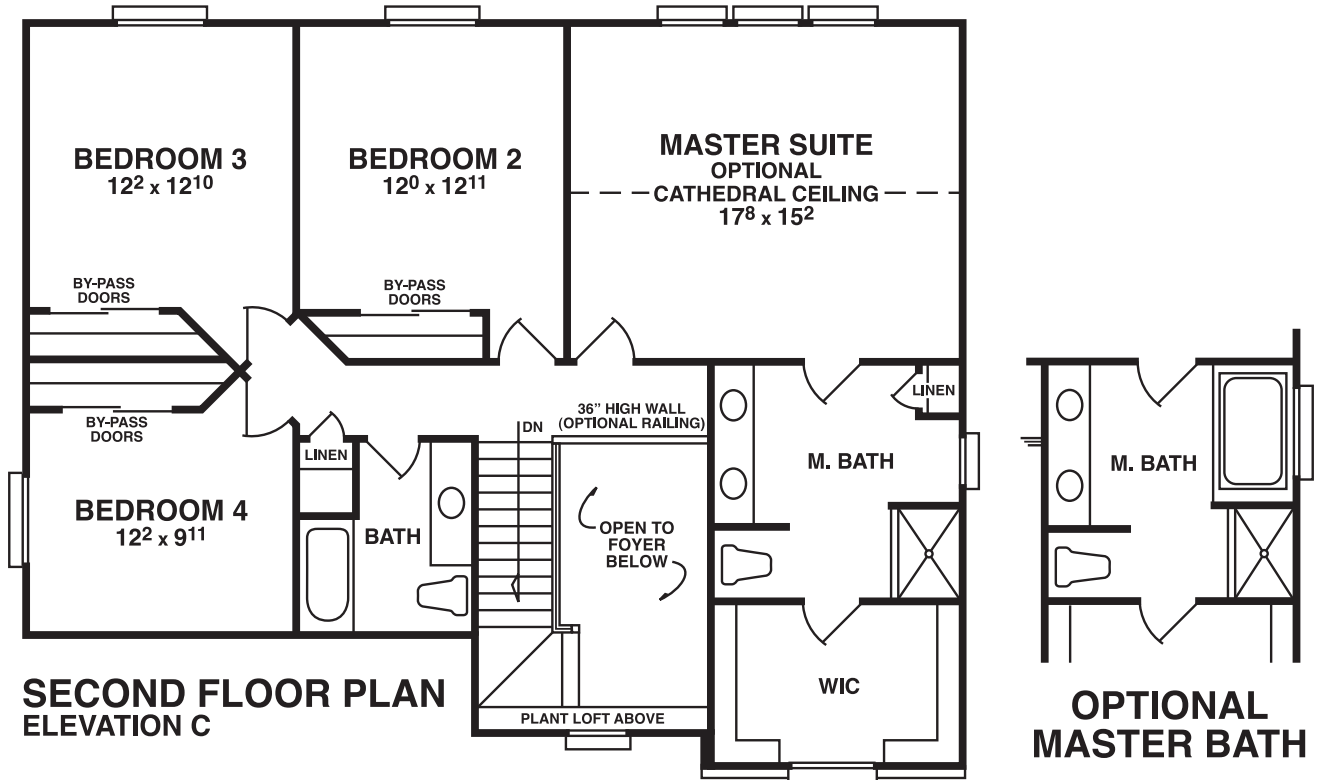 BEDROOM 3
12² x 12¹⁰
BEDROOM 2
12⁰ x 12¹¹
MASTER SUITE
OPTIONAL
CATHEDRAL CEILING
17⁸ x 15²
BY-PASS
DOORS
BY-PASS
DOORS
BY-PASS
DOORS
LINEN
36" HIGH WALL
(OPTIONAL RAILING)
DN
LINEN
M. BATH
BEDROOM 4
12² x 9¹¹
BATH
OPEN TO
FOYER
BELOW
WIC
PLANT LOFT ABOVE
SECOND FLOOR PLAN
ELEVATION C
M. BATH
OPTIONAL
MASTER BATH